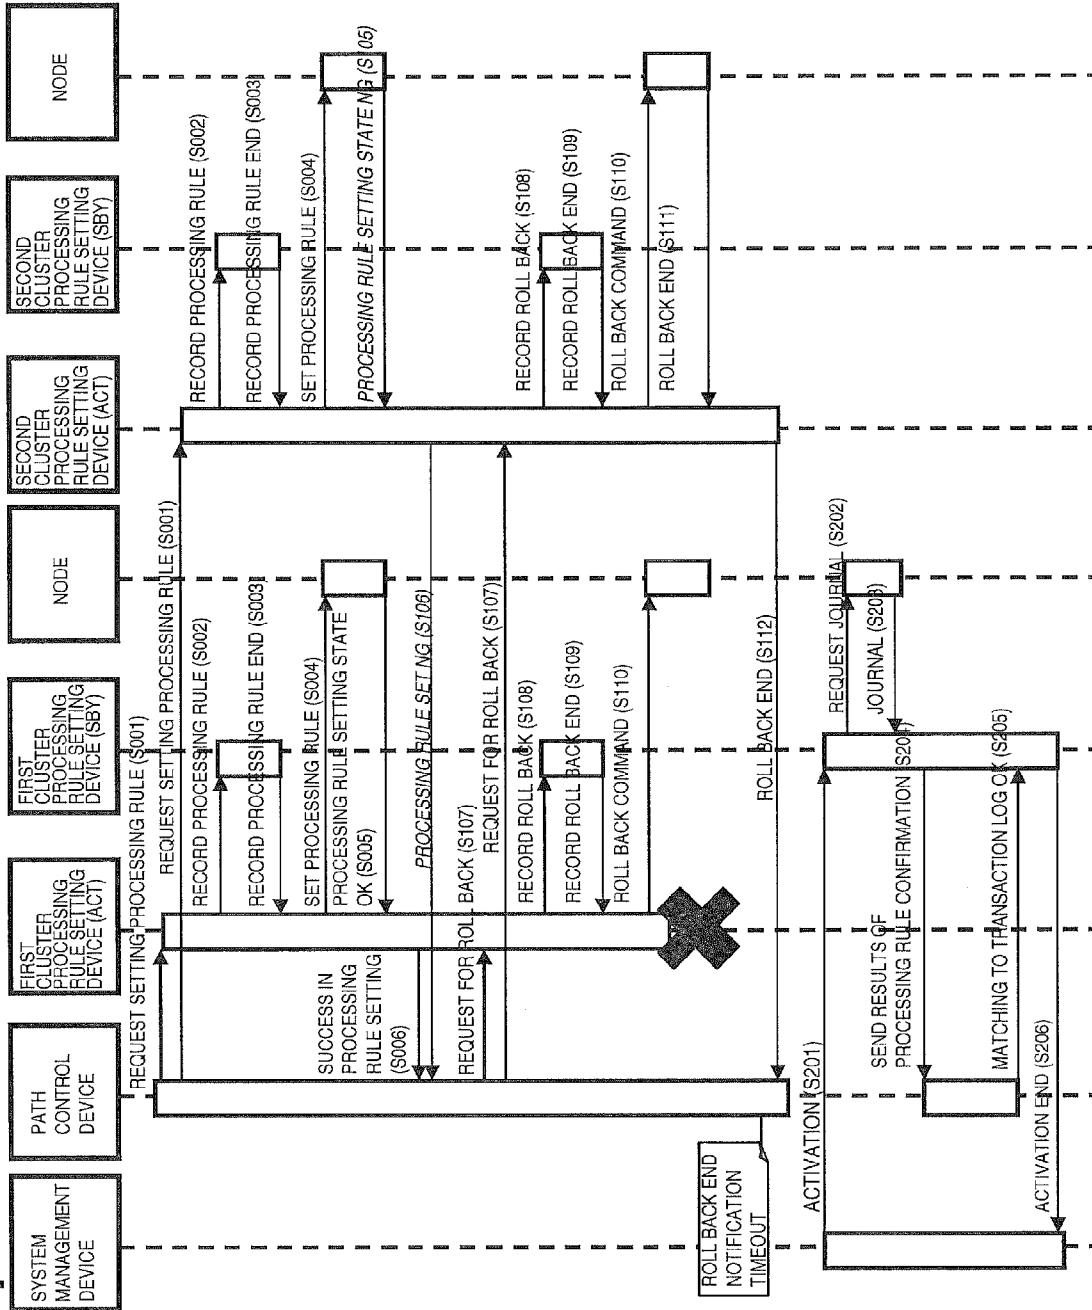 SYSTEM
MANAGEMENT
DEVICE
PATH
CONTROL
DEVICE
FIRST
CLUSTER
PROCESSING
RULE SETTING
DEVICE (ACT)
FIRST
CLUSTER
PROCESSING
RULE SETTING
DEVICE (SBY)
NODE
SECOND
CLUSTER
PROCESSING
RULE SETTING
DEVICE (ACT)
SECOND
CLUSTER
PROCESSING
RULE SETTING
DEVICE (SBY)
NODE
REQUEST SETTING PROCESSING RULE (S001)
REQUEST SETTING PROCESSING RULE (S001)
RECORD PROCESSING RULE (S002)
RECORD PROCESSING RULE (S002)
RECORD PROCESSING RULE END (S003)
RECORD PROCESSING RULE END (S003)
SET PROCESSING RULE (S004)
SET PROCESSING RULE (S004)
PROCESSING RULE SETTING STATE
OK (S005)
PROCESSING RULE SETTING STATE NG (S105)
SUCCESS IN
PROCESSING
RULE SETTING
(S006)
PROCESSING RULE SET NG (S106)
REQUEST FOR ROLL BACK (S107)
REQUEST FOR ROLL BACK (S107)
RECORD ROLL BACK (S108)
RECORD ROLL BACK (S108)
RECORD ROLL BACK END (S109)
RECORD ROLL BACK END (S109)
ROLL BACK COMMAND (S110)
ROLL BACK COMMAND (S110)
ROLL BACK END (S111)
ROLL BACK END (S112)
ROLL BACK END
NOTIFICATION
TIMEOUT
ACTIVATION (S201)
REQUEST JOURNAL (S202)
JOURNAL (S203)
SEND RESULTS OF
PROCESSING RULE CONFIRMATION (S204)
MATCHING TO TRANSACTION LOG OK (S205)
ACTIVATION END (S206)